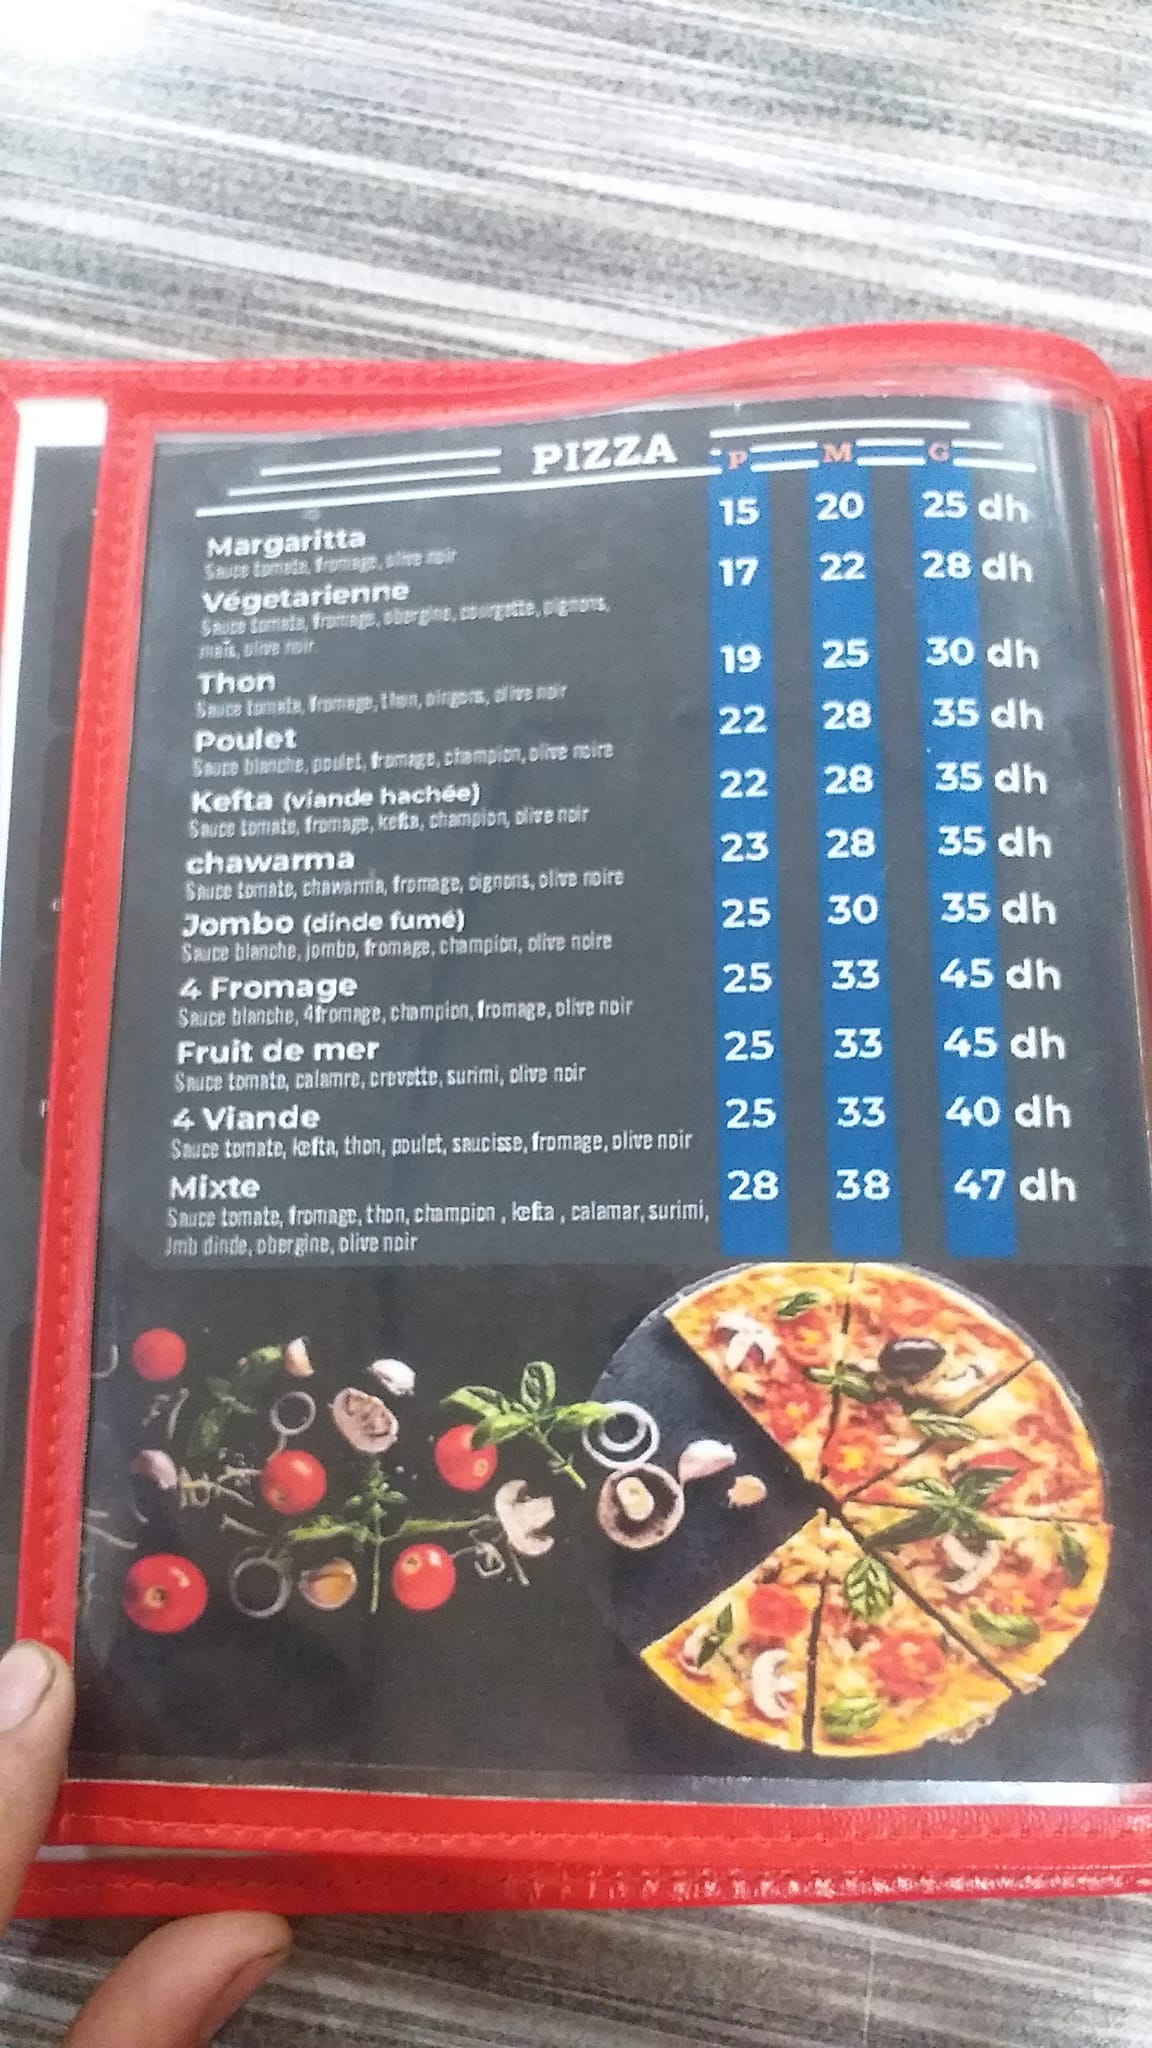 PIZZA P M G
Margaritta 15 20 25 dh
Sauce tomate, fromage, olive noir
Végetarienne 17 22 28 dh
Sauce tomate, fromage, obergine, courgette, oignons,
maïs, olive noir
Thon 19 25 30 dh
Sauce tomate, fromage, thon, oingons, olive noir
Poulet 22 28 35 dh
Sauce blanche, poulet, fromage, champion, olive noire
Kefta (viande hachée) 22 28 35 dh
Sauce tomate, fromage, kefta, champion, olive noir
chawarma 23 28 35 dh
Sauce tomate, chawarma, fromage, oignons, olive noire
Jombo (dinde fumé) 25 30 35 dh
Sauce blanche, jombo, fromage, champion, olive noire
4 Fromage 25 33 45 dh
Sauce blanche, 4fromage, champion, fromage, olive noir
Fruit de mer 25 33 45 dh
Sauce tomate, calamre, crevette, surimi, olive noir
4 Viande 25 33 40 dh
Sauce tomate, kefta, thon, poulet, saucisse, fromage, olive noir
Mixte 28 38 47 dh
Sauce tomate, fromage, thon, champion , kefta , calamar, surimi,
Jmb dinde, obergine, olive noir